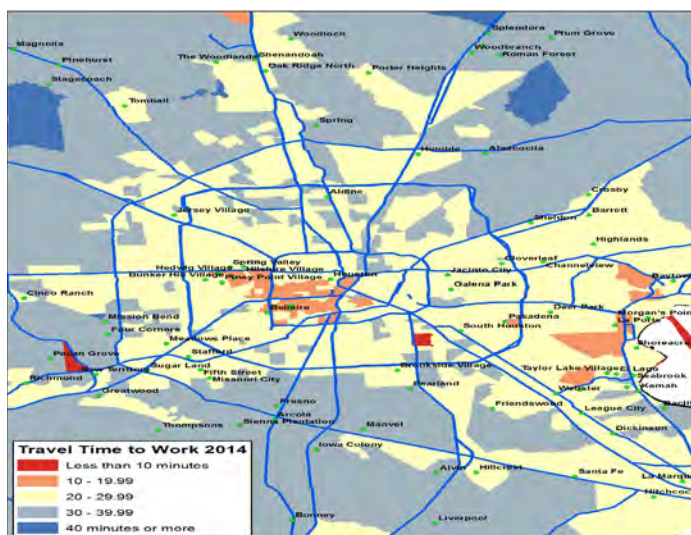 Woodloch
Splendora
Plum Grove
Magnolia
Pinehurst
The Woodlands
Shenandoah
Woodbranch
Roman Forest
Stagecoach
Oak Ridge North
Porter Heights
Tomball
Spring
Humble
Atascocita
Aldine
Crosby
Jersey Village
Sheldon
Barrett
Highlands
Spring Valley
Cloverleaf
Channelview
Hedwig Village
Hilshire Village
Houston
Jacinto City
Bunker Hill Village
Piney Point Village
Galena Park
Cinco Ranch
Bellaire
Deer Park
Morgan's Point
Mission Bend
Pasadena
La Porte
Four Corners
South Houston
Meadows Place
Shoreacres
Pecan Grove
Stafford
Sugar Land
Brookside Village
Taylor Lake Village
El Lago
New Territory
Fifth Street
Seabrook
Richmond
Missouri City
Pearland
Webster
Kemah
Greatwood
Fresno
Friendswood
League City
Arcola
Thompsons
Sienna Plantation
Manvel
Dickinson
Iowa Colony
Alvin
Hillcrest
Santa Fe
La Marque
Hitchcock
Bonney
Liverpool
Travel Time to Work 2014
Less than 10 minutes
10 - 19.99
20 - 29.99
30 - 39.99
40 minutes or more